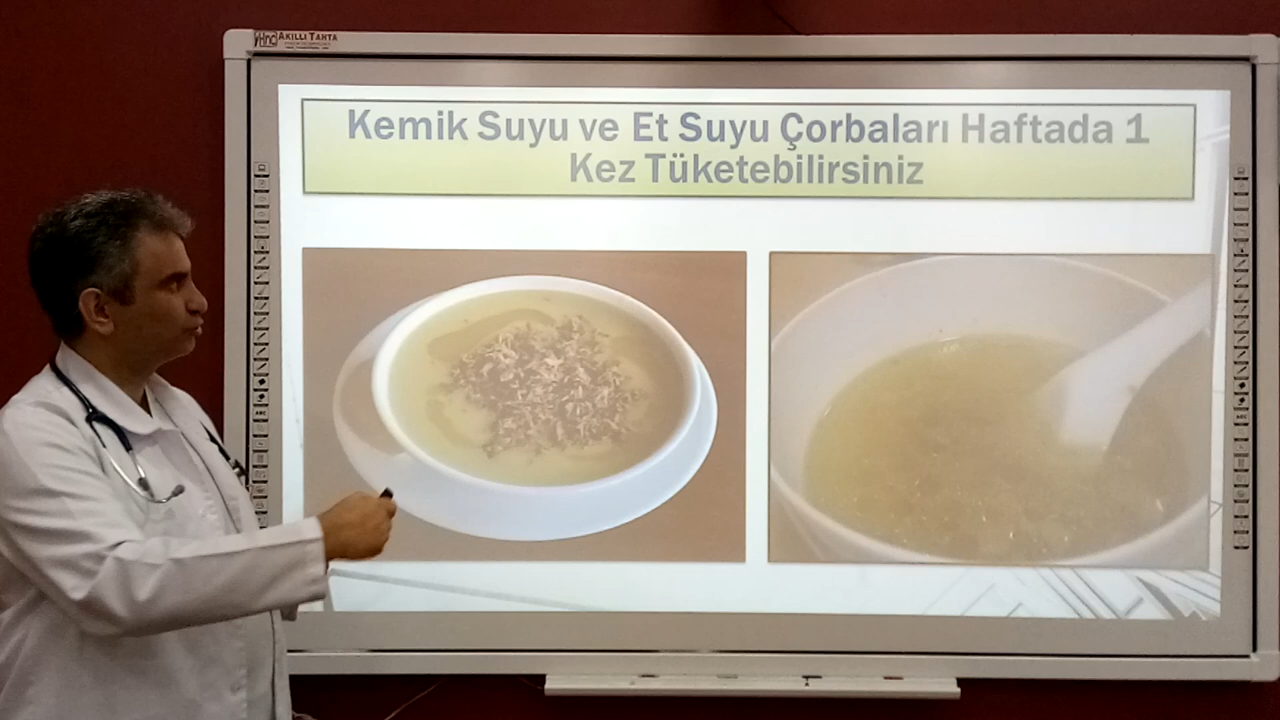 AKILLI TAHTA
Kemik Suyu ve Et Suyu Çorbaları Haftada 1
Kez Tüketebilirsiniz